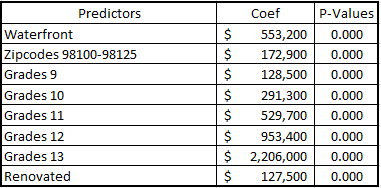 Predictors Coef P-Values
Waterfront $ 553,200 0.000
Zipcodes 98100-98125 $ 172,900 0.000
Grades 9 $ 128,500 0.000
Grades 10 $ 291,300 0.000
Grades 11 $ 529,700 0.000
Grades 12 $ 953,400 0.000
Grades 13 $ 2,206,000 0.000
Renovated $ 127,500 0.000